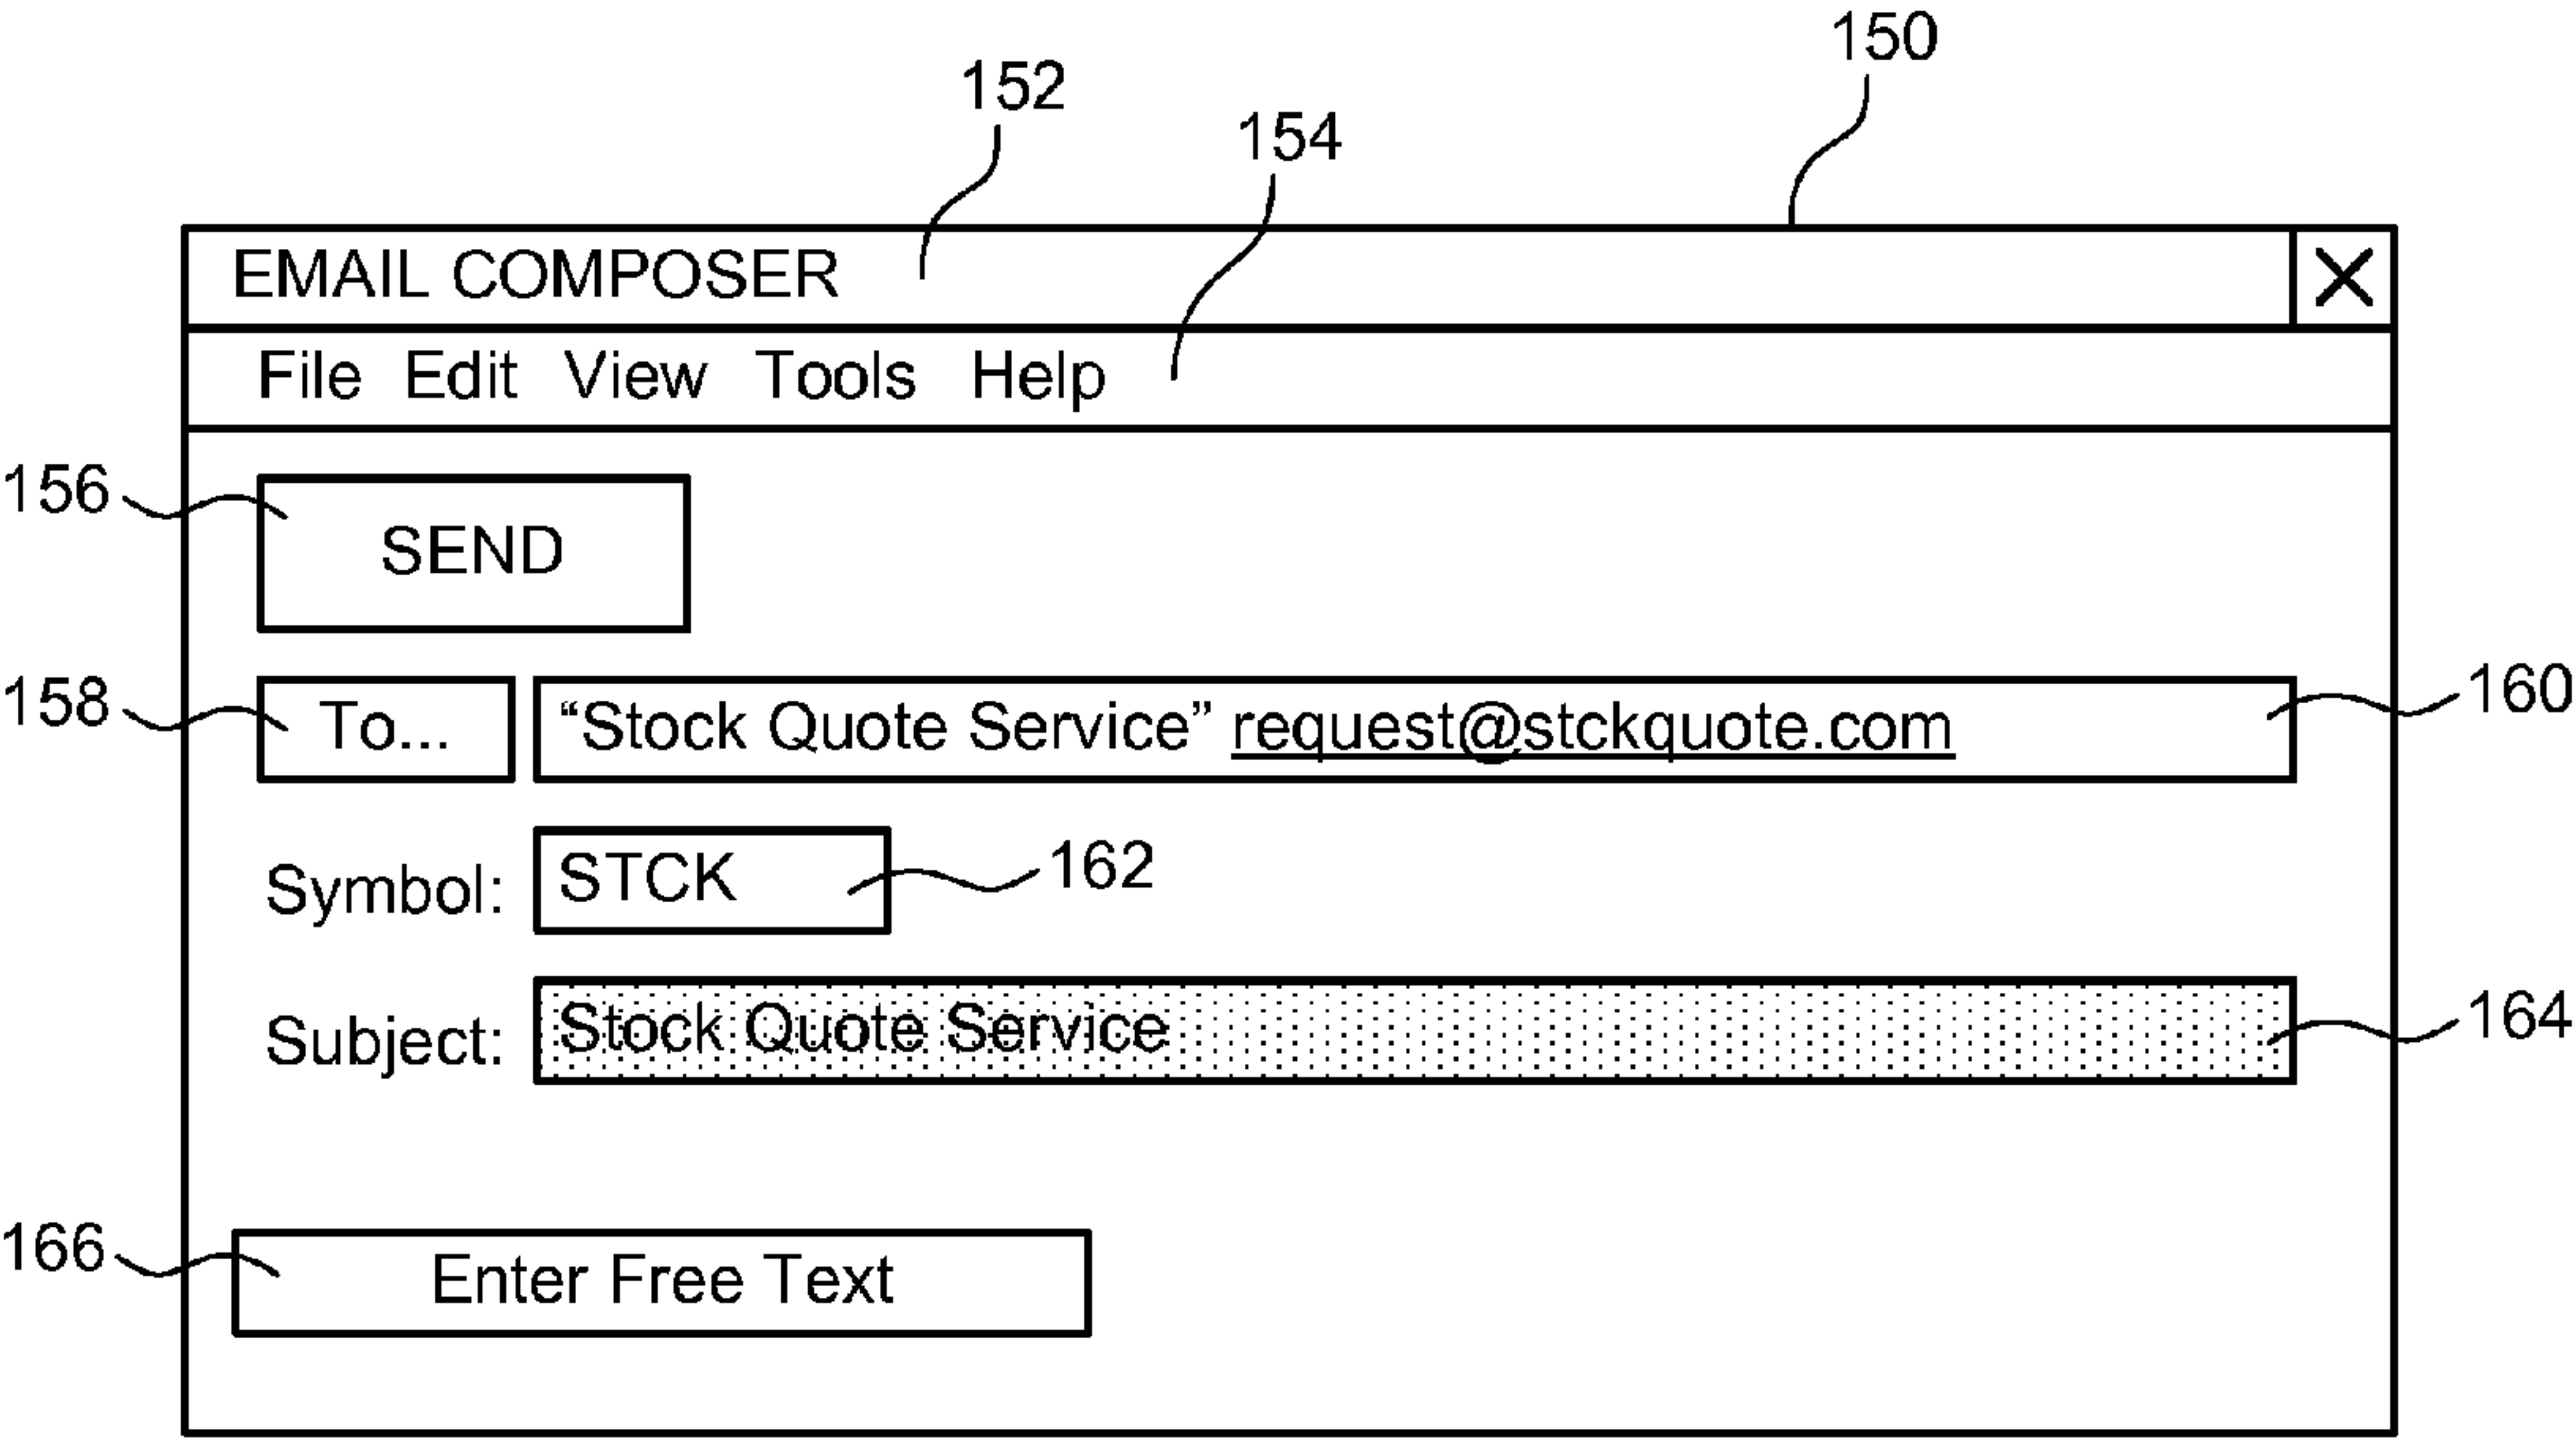 150
152
154
EMAIL COMPOSER X
File Edit View Tools Help
156
SEND
158
To... “Stock Quote Service” request@stckquote.com
160
Symbol: STCK
162
Subject: Stock Quote Service
164
166
Enter Free Text